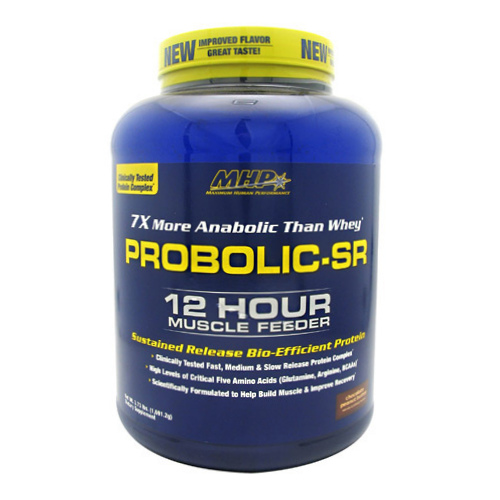 NEW IMPROVED FLAVOR NEW
GREAT TASTE!
Clinically Tested
Protein Complex*
MHP
MAXIMUM HUMAN PERFORMANCE
7X More Anabolic Than Whey*
PROBOLIC-SR
12 HOUR
MUSCLE FEEDER
Sustained Release Bio-Efficient Protein
• Clinically Tested Fast, Medium & Slow Release Protein Complex*
• High Levels of Critical Five Amino Acids (Glutamine, Arginine, BCAAs)*
• Scientifically Formulated to Help Build Muscle & Improve Recovery*
Dietary Supplement